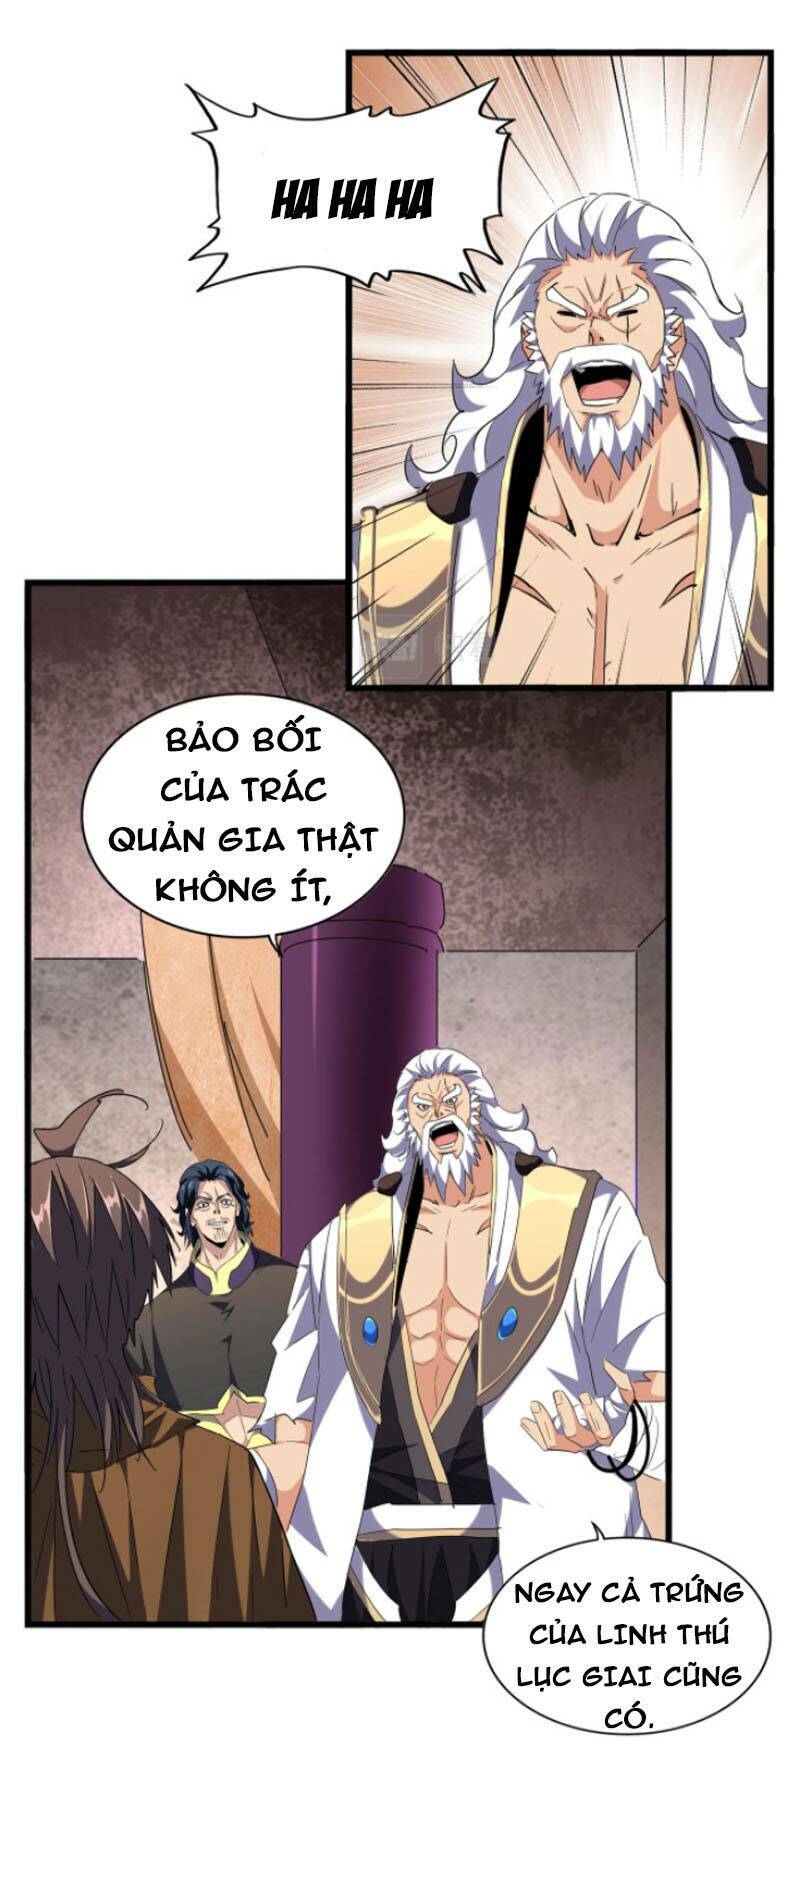 HA HA HA
BẢO BỐI
CỦA TRÁC
QUẢN GIA THẬT
KHÔNG ÍT,
NGAY CẢ TRỨNG
CỦA LINH THÚ
LỤC GIAI CŨNG
CÓ.